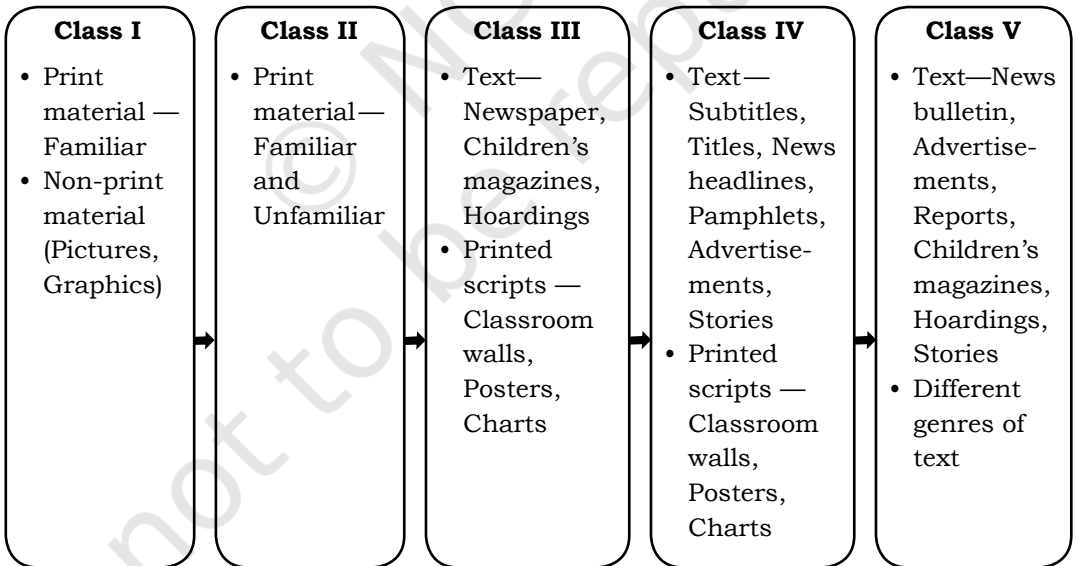 Class I
• Print
material —
Familiar
• Non-print
material
(Pictures,
Graphics)
Class II
• Print
material—
Familiar
and
Unfamiliar
Class III
• Text—
Newspaper,
Children’s
magazines,
Hoardings
• Printed
scripts —
Classroom
walls,
Posters,
Charts
Class IV
• Text—
Subtitles,
Titles, News
headlines,
Pamphlets,
Advertise-
ments,
Stories
• Printed
scripts —
Classroom
walls,
Posters,
Charts
Class V
• Text—News
bulletin,
Advertise-
ments,
Reports,
Children’s
magazines,
Hoardings,
Stories
• Different
genres of
text
not to be